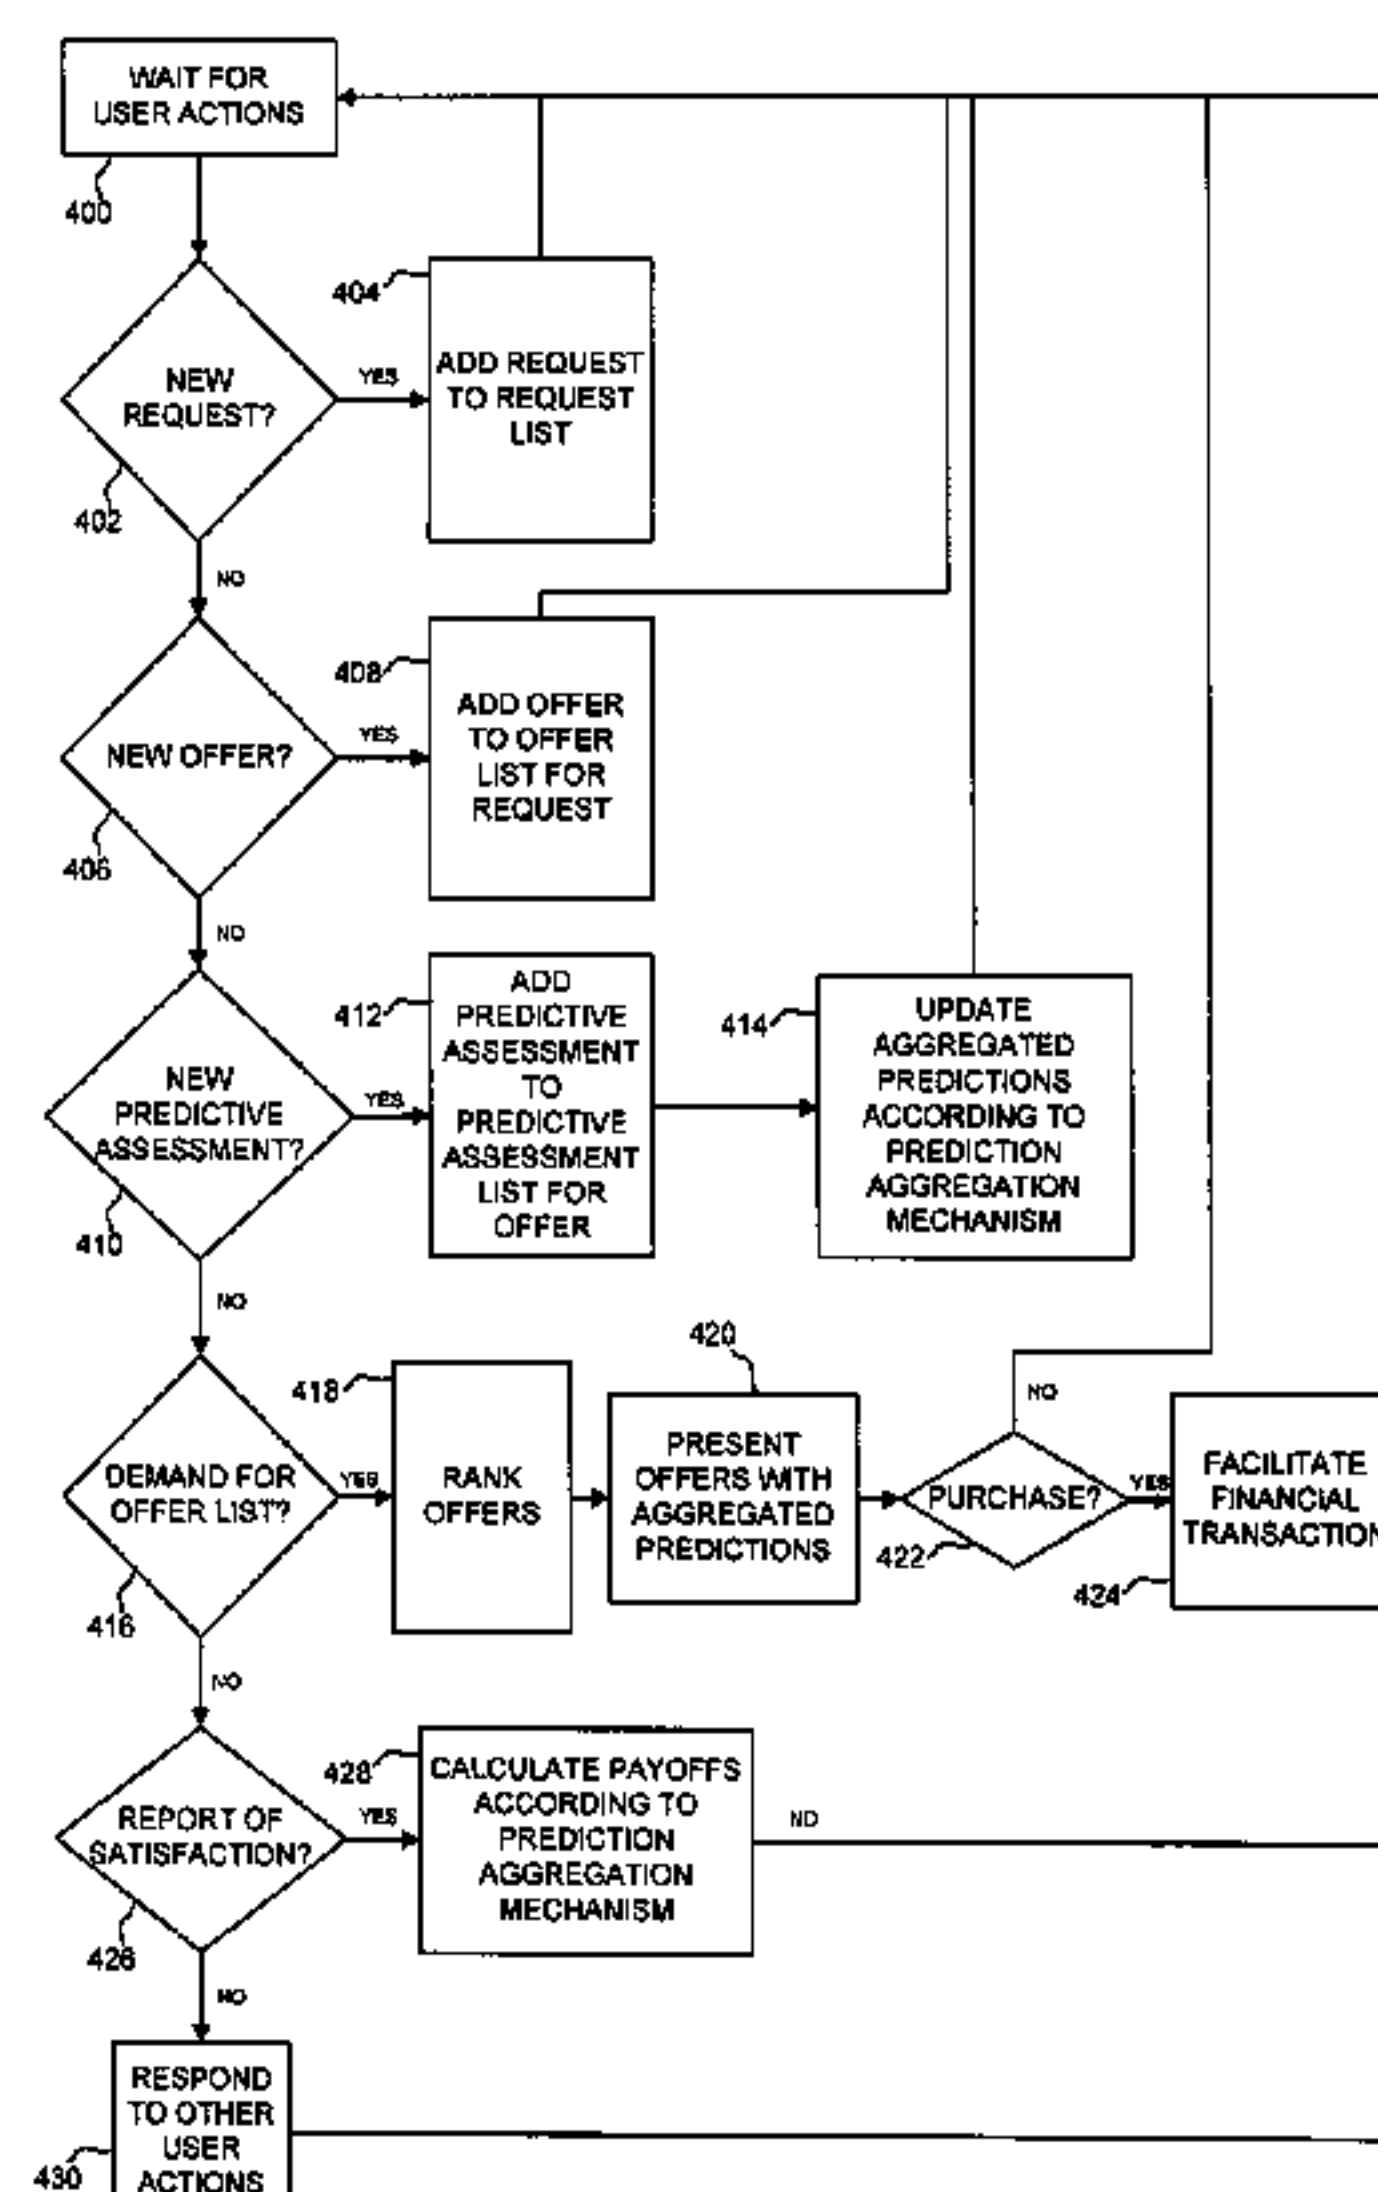 WAIT FOR
USER ACTIONS
400
404
NEW
REQUEST?
YES
ADD REQUEST
TO REQUEST
LIST
402
NO
408
NEW OFFER?
YES
ADD OFFER
TO OFFER
LIST FOR
REQUEST
406
NO
412
ADD
PREDICTIVE
ASSESSMENT
TO
PREDICTIVE
ASSESSMENT
LIST FOR
OFFER
414
UPDATE
AGGREGATED
PREDICTIONS
ACCORDING TO
PREDICTION
AGGREGATION
MECHANISM
NEW
PREDICTIVE
ASSESSMENT?
YES
410
NO
420
418
NO
DEMAND FOR
OFFER LIST?
YES
RANK
OFFERS
PRESENT
OFFERS WITH
AGGREGATED
PREDICTIONS
PURCHASE?
YES
FACILITATE
FINANCIAL
TRANSACTION
422
424
416
NO
428
CALCULATE PAYOFFS
ACCORDING TO
PREDICTION
AGGREGATION
MECHANISM
NO
REPORT OF
SATISFACTION?
YES
426
NO
RESPOND
TO OTHER
USER
ACTIONS
430